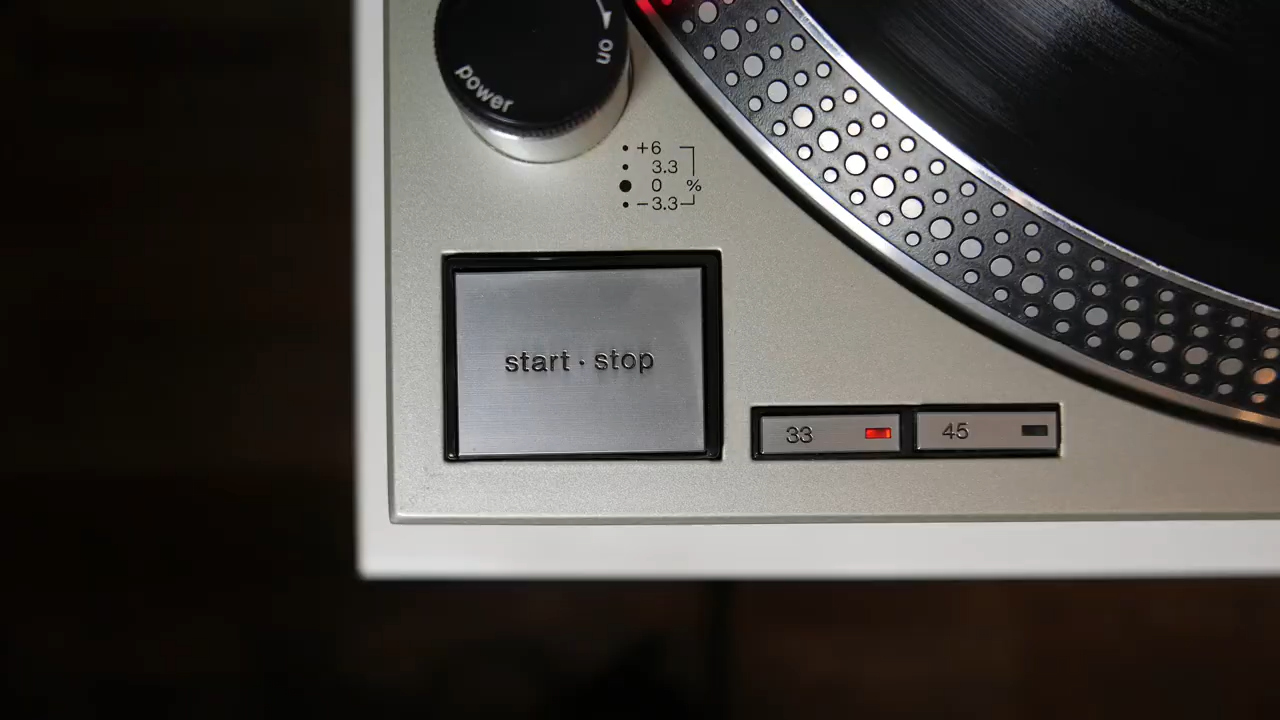 on
power
+6
3.3
0 %
−3.3
start · stop
33
45